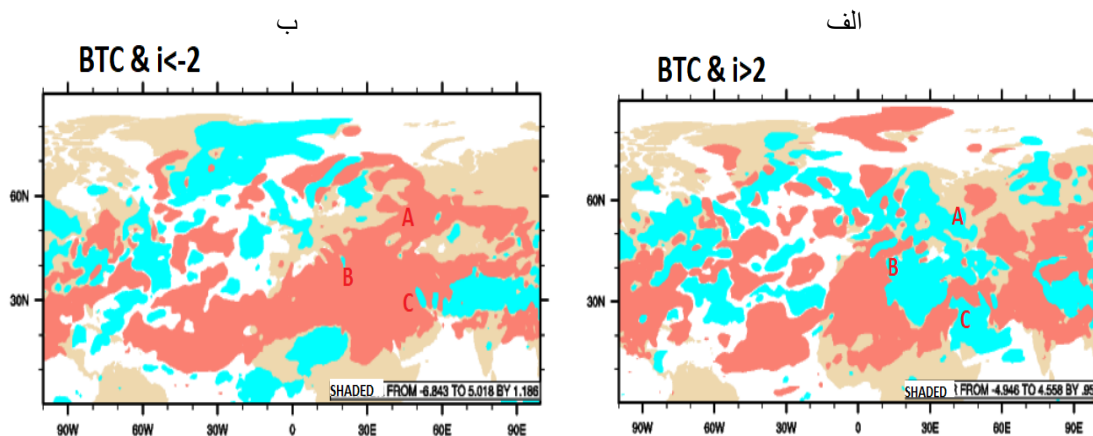 ب
الف
BTC & i<-2
BTC & i>2
60N
30N
A
B
C
SHADED FROM -6.843 TO 5.018 BY 1.186
90W 60W 30W 0 30E 60E 90E
60N
30N
A
B
C
SHADED R FROM -4.946 TO 4.558 BY .95
90W 60W 30W 0 30E 60E 90E